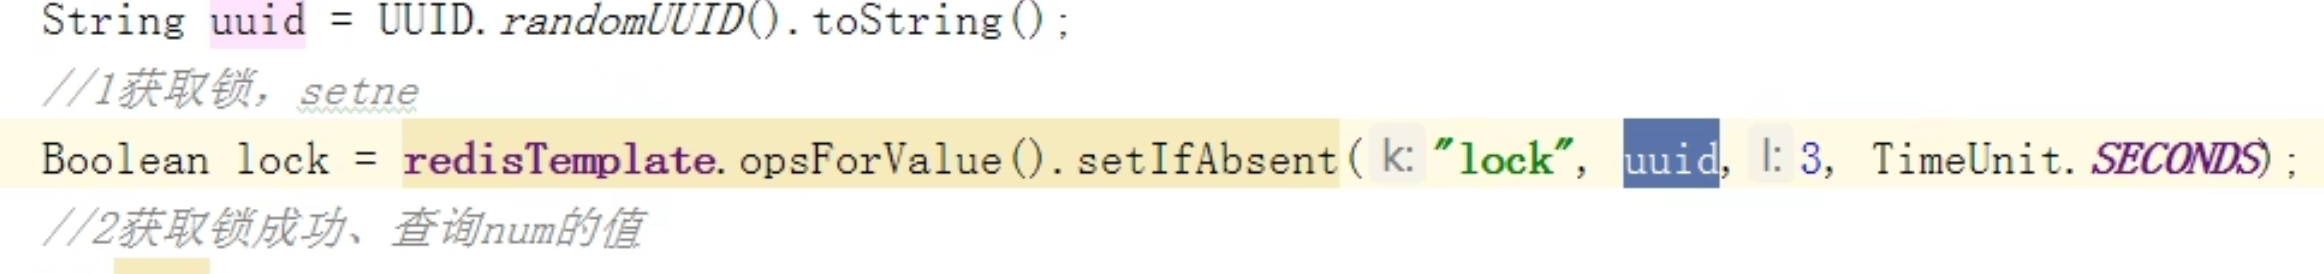 String uuid = UUID.randomUUID().toString();
//1获取锁，setne
Boolean lock = redisTemplate.opsForValue().setIfAbsent( k: "lock", uuid, l: 3, TimeUnit.SECONDS);
//2获取锁成功、查询num的值